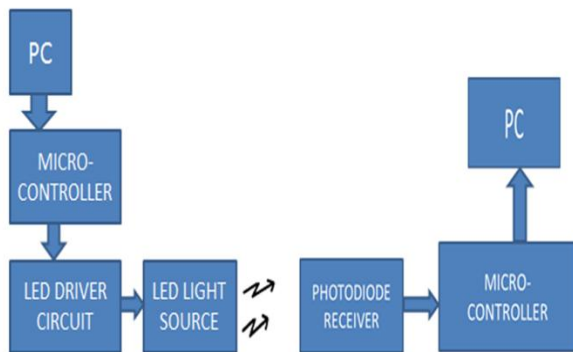 PC
MICRO-
CONTROLLER
LED DRIVER
CIRCUIT
LED LIGHT
SOURCE
PHOTODIODE
RECEIVER
MICRO-
CONTROLLER
PC